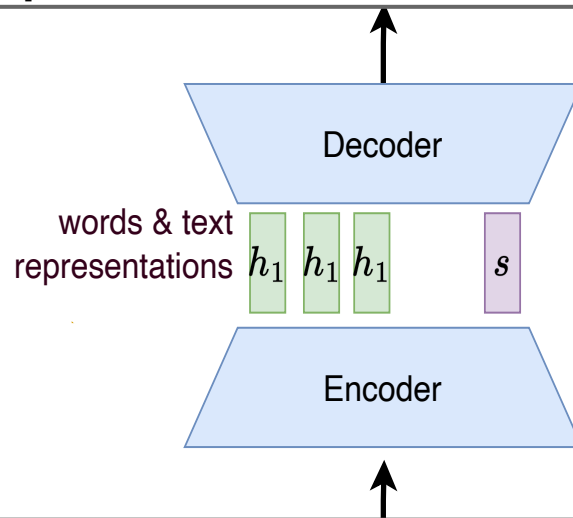 Decoder
words & text
representations
h₁ h₁ h₁ s
Encoder